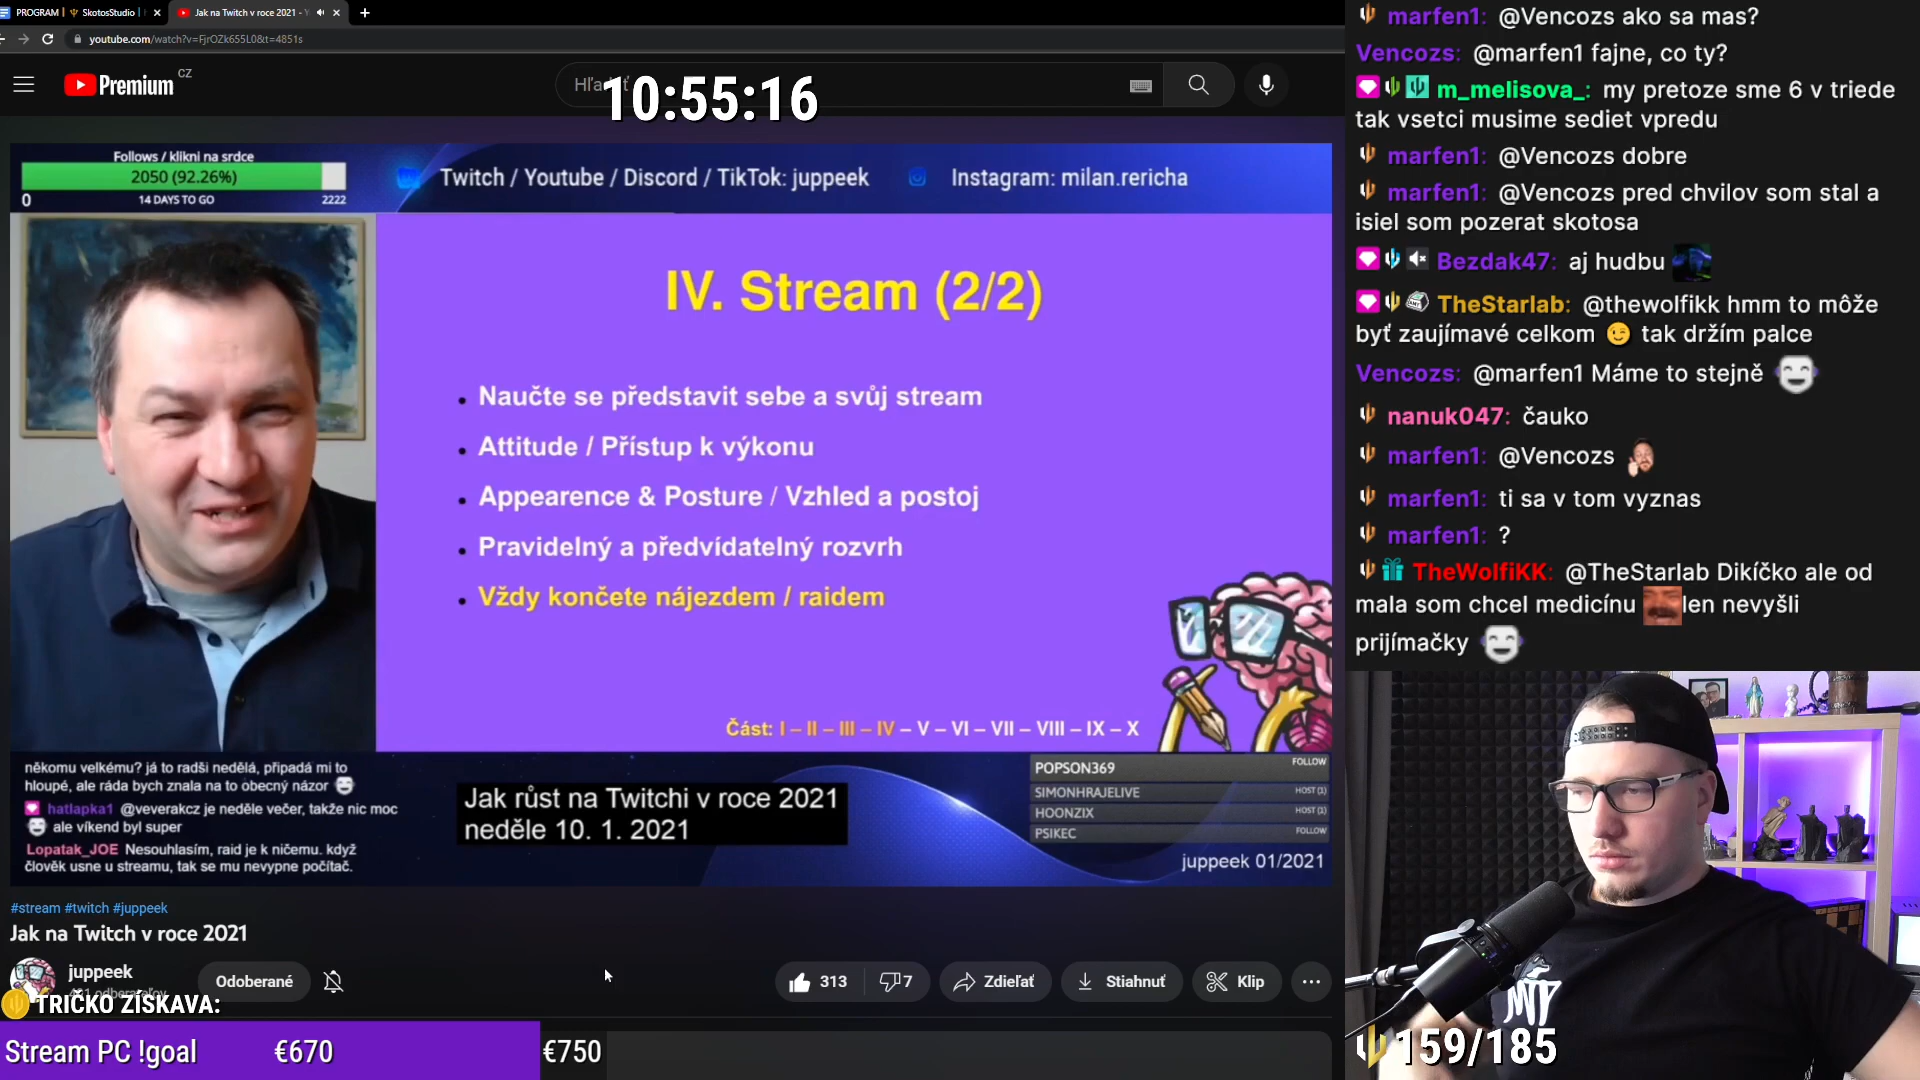 PROGRAM |
SkotosStudio |
Jak na Twitch v roce 2021 -
youtube.com/watch?v=FjrOZk655L0&t=4851s
Premium CZ
10:55:16
Follows / klikni na srdce
2050 (92.26%)
0
14 DAYS TO GO
2222
Twitch / Youtube / Discord / TikTok: juppeek
Instagram: milan.rericha
IV. Stream (2/2)
Naučte se představit sebe a svůj stream
Attitude / Přístup k výkonu
Appearence & Posture / Vzhled a postoj
Pravidelný a předvídatelný rozvrh
Vždy končete nájezdem / raidem
Část: I – II – III – IV – V – VI – VII – VIII – IX – X
někomu velkému? já to radši nedělá, připadá mi to
hloupé, ale ráda bych znala na to obecný názor
hatlapka1 @veverakcz je neděle večer, takže nic moc
ale víkend byl super
Lopatak_JOE Nesouhlasím, raid je k ničemu. když
člověk usne u streamu, tak se mu nevypne počítač.
Jak růst na Twitchi v roce 2021
neděle 10. 1. 2021
POPSON369 FOLLOW
SIMONHRAJELIVE HOST (1)
HOONZIX HOST (1)
PSIKEC FOLLOW
juppeek 01/2021
#stream #twitch #juppeek
Jak na Twitch v roce 2021
juppeek
Odoberané
313
7
Zdieľať
Stiahnuť
Klip
TRIČKO ZÍSKAVA:
Stream PC !goal €670 €750
marfen1: @Vencozs ako sa mas?
Vencozs: @marfen1 fajne, co ty?
m_melisova_: my pretoze sme 6 v triede
tak vsetci musime sediet vpredu
marfen1: @Vencozs dobre
marfen1: @Vencozs pred chvilov som stal a
isiel som pozerat skotosa
Bezdak47: aj hudbu
TheStarlab: @thewolfikk hmm to môže
byť zaujímavé celkom 😉 tak držím palce
Vencozs: @marfen1 Máme to stejně
nanuk047: čauko
marfen1: @Vencozs
marfen1: ti sa v tom vyznas
marfen1: ?
TheWolfiKK: @TheStarlab Dikíčko ale od
mala som chcel medicínu len nevyšli
prijímačky
159/185